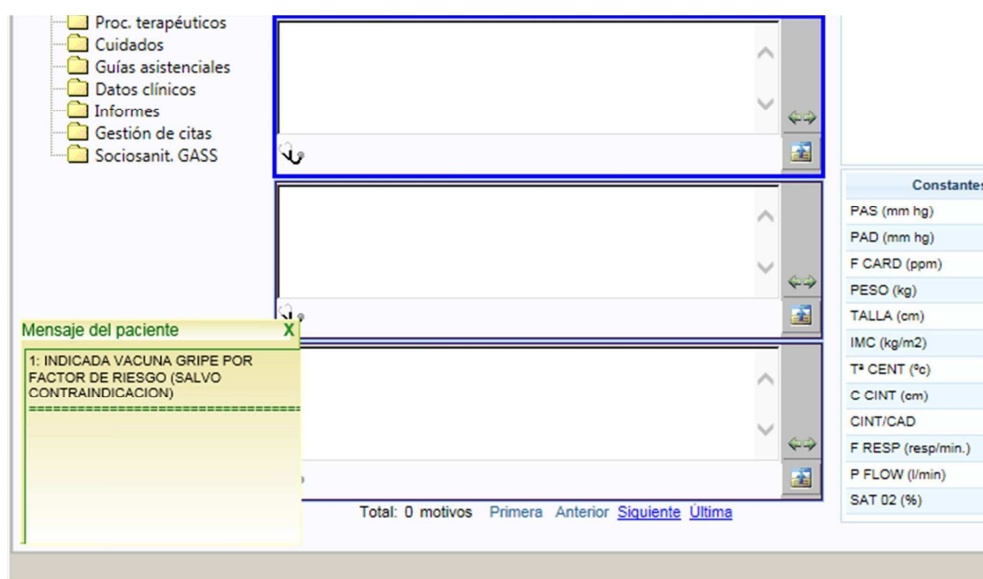 Proc. terapéuticos
Cuidados
Guías asistenciales
Datos clínicos
Informes
Gestión de citas
Sociosanit. GASS
Mensaje del paciente X
1: INDICADA VACUNA GRIPE POR
FACTOR DE RIESGO (SALVO
CONTRAINDICACION)
==================================
Total: 0 motivos Primera Anterior Siguiente Última
Constantes
PAS (mm hg)
PAD (mm hg)
F CARD (ppm)
PESO (kg)
TALLA (cm)
IMC (kg/m2)
Tª CENT (ºc)
C CINT (cm)
CINT/CAD
F RESP (resp/min.)
P FLOW (l/min)
SAT 02 (%)